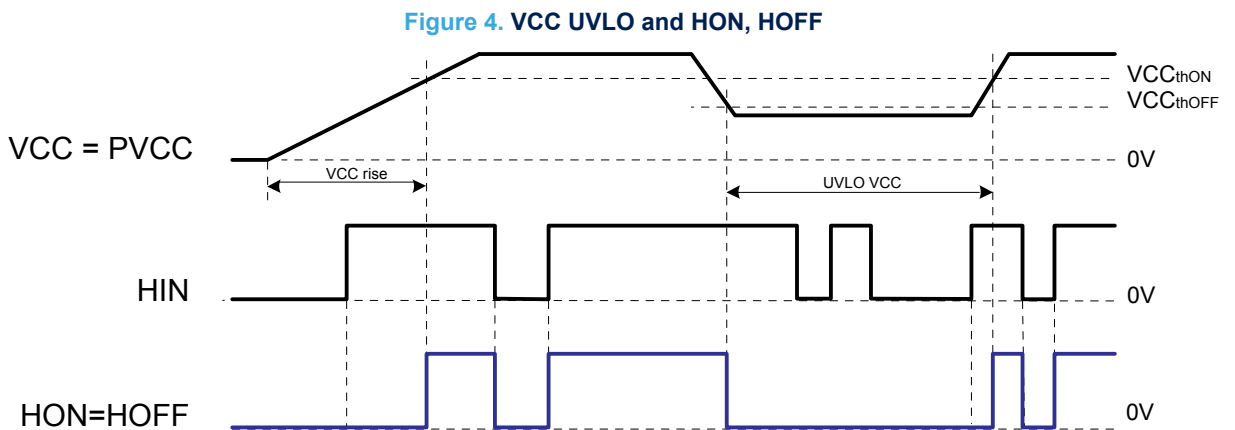 Figure 4. VCC UVLO and HON, HOFF
VCCthON
VCCthOFF
VCC = PVCC
0V
VCC rise
UVLO VCC
HIN
0V
HON=HOFF
0V